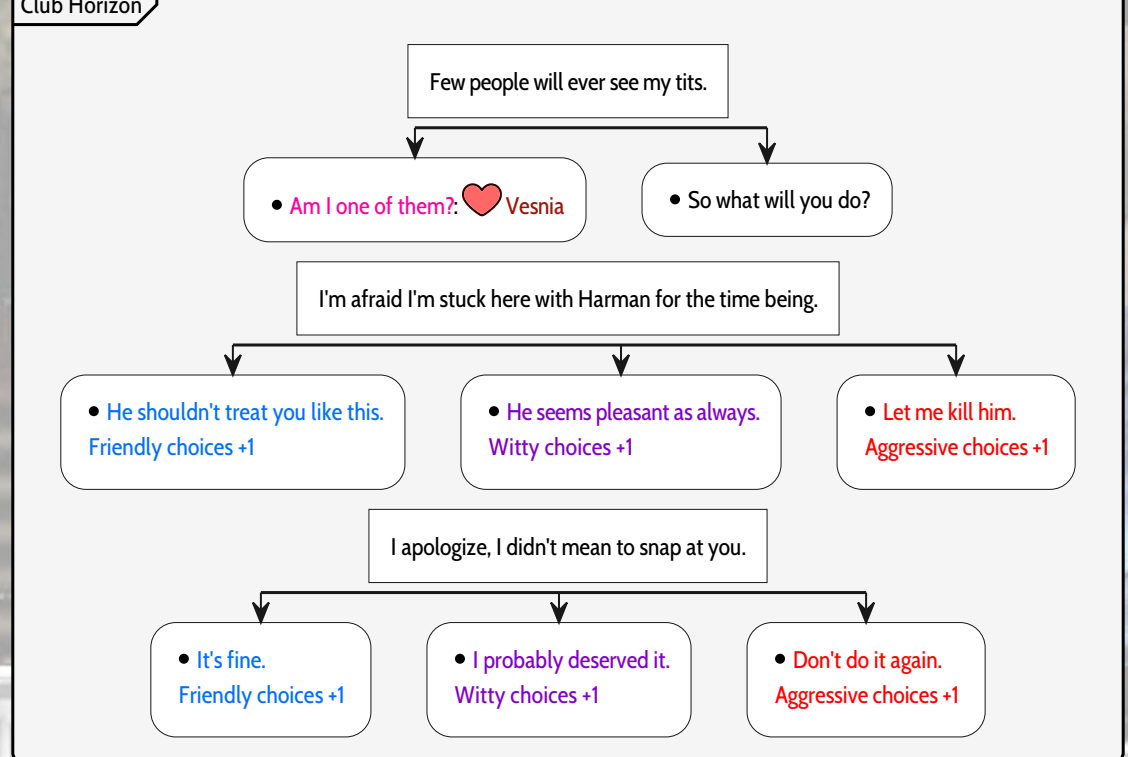 Club Horizon
Few people will ever see my tits.
Am I one of them?: Vesnia
So what will you do?
I'm afraid I'm stuck here with Harman for the time being.
He shouldn't treat you like this.
Friendly choices +1
He seems pleasant as always.
Witty choices +1
Let me kill him.
Aggressive choices +1
I apologize, I didn't mean to snap at you.
It's fine.
Friendly choices +1
I probably deserved it.
Witty choices +1
Don't do it again.
Aggressive choices +1